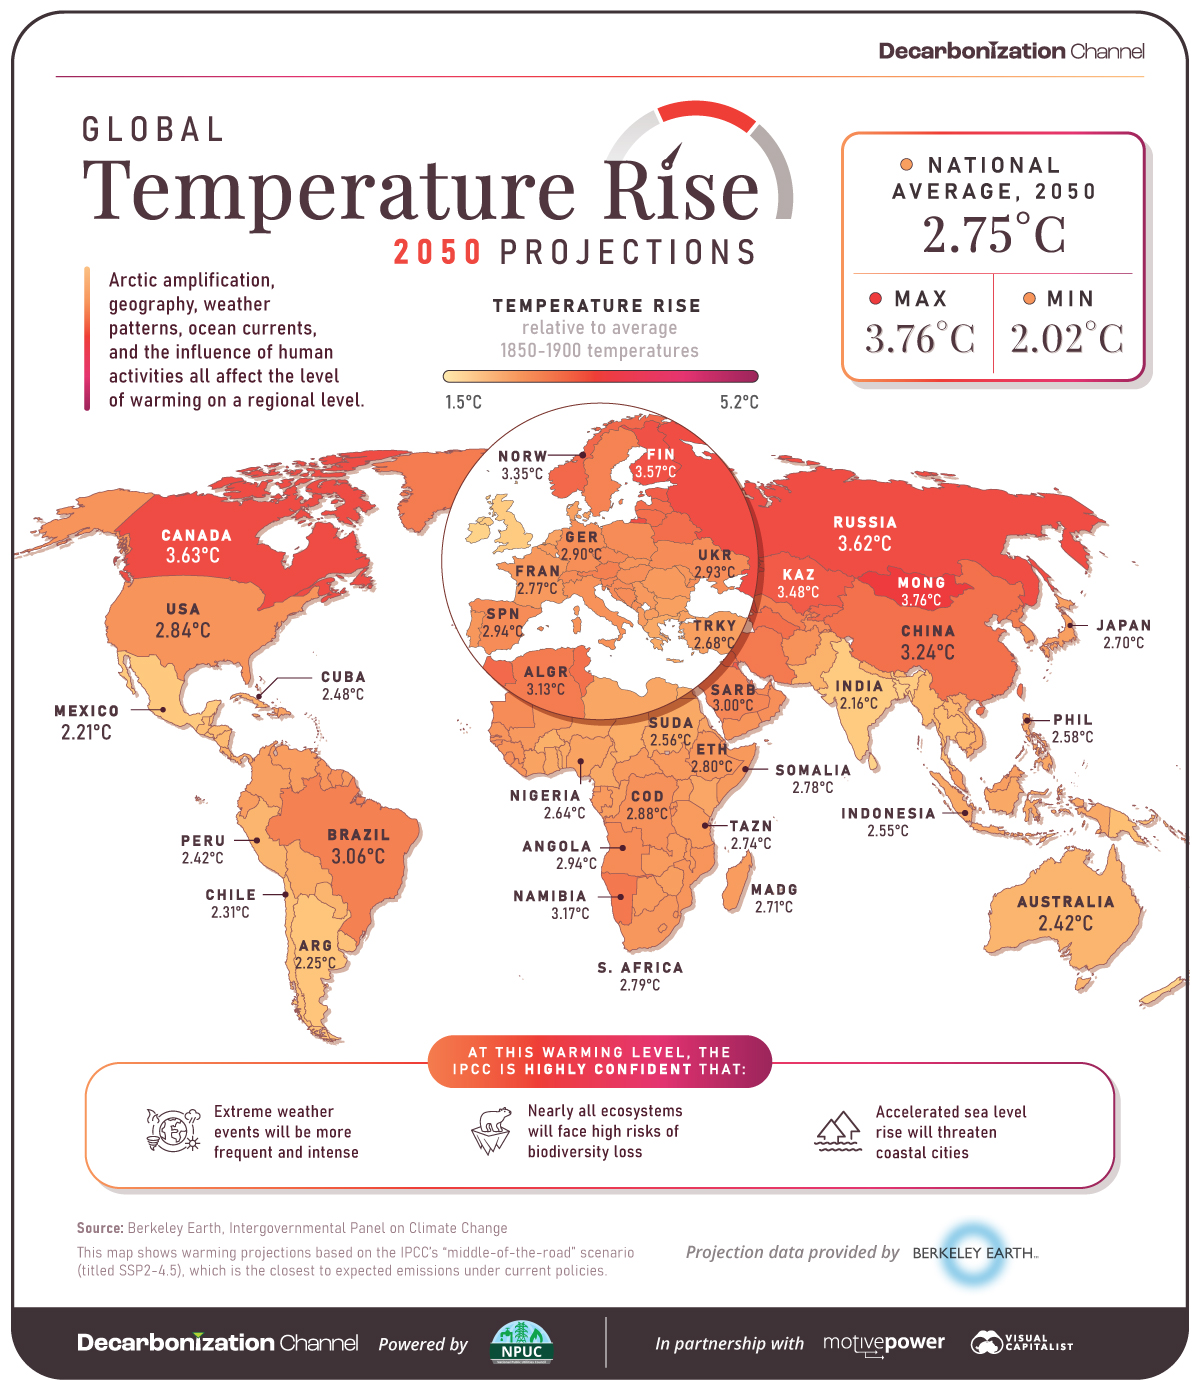 Decarbonization Channel
GLOBAL
Temperature Rise
2050 PROJECTIONS
NATIONAL
AVERAGE, 2050
2.75°C
MAX
3.76°C
MIN
2.02°C
Arctic amplification,
geography, weather
patterns, ocean currents,
and the influence of human
activities all affect the level
of warming on a regional level.
TEMPERATURE RISE
relative to average
1850-1900 temperatures
1.5°C
5.2°C
NORW
3.35°C
FIN
3.57°C
CANADA
3.63°C
RUSSIA
3.62°C
GER
2.90°C
UKR
2.93°C
FRAN
2.77°C
KAZ
3.48°C
MONG
3.76°C
USA
2.84°C
SPN
2.94°C
TRKY
2.68°C
CHINA
3.24°C
JAPAN
2.70°C
ALGR
3.13°C
CUBA
2.48°C
SARB
3.00°C
INDIA
2.16°C
MEXICO
2.21°C
SUDA
2.56°C
PHIL
2.58°C
ETH
2.80°C
SOMALIA
2.78°C
NIGERIA
2.64°C
COD
2.88°C
INDONESIA
2.55°C
TAZN
2.74°C
PERU
2.42°C
BRAZIL
3.06°C
ANGOLA
2.94°C
CHILE
2.31°C
NAMIBIA
3.17°C
MADG
2.71°C
AUSTRALIA
2.42°C
ARG
2.25°C
S. AFRICA
2.79°C
AT THIS WARMING LEVEL, THE
IPCC IS HIGHLY CONFIDENT THAT:
Extreme weather
events will be more
frequent and intense
Nearly all ecosystems
will face high risks of
biodiversity loss
Accelerated sea level
rise will threaten
coastal cities
Source: Berkeley Earth, Intergovernmental Panel on Climate Change
This map shows warming projections based on the IPCC's "middle-of-the-road" scenario
(titled SSP2-4.5), which is the closest to expected emissions under current policies.
Projection data provided by
BERKELEY EARTH
Decarbonization Channel
Powered by
NPUC
In partnership with
motivepower
VISUAL
CAPITALIST